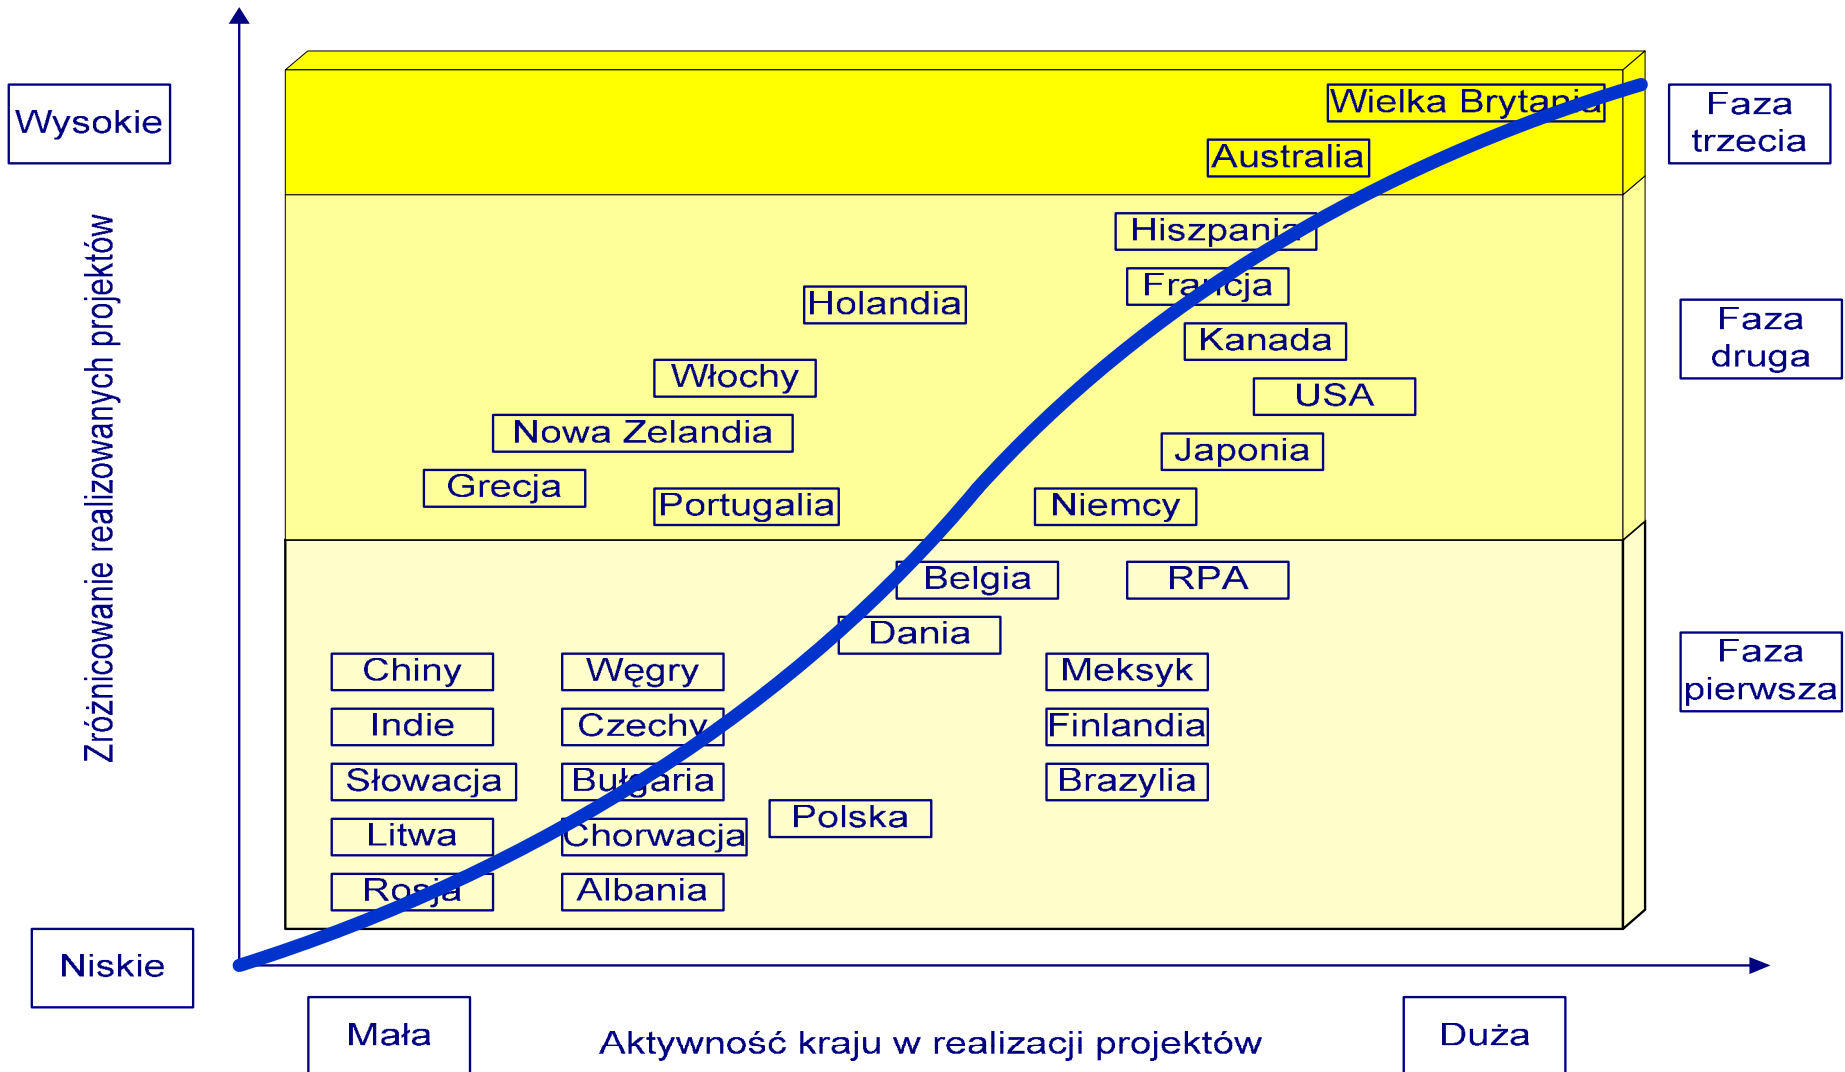 Wysokie
Wielka Brytania
Faza
trzecia
Australia
Zróżnicowanie realizowanych projektów
Hiszpania
Francja
Holandia
Kanada
Faza
druga
Włochy
USA
Nowa Zelandia
Japonia
Grecja
Portugalia
Niemcy
Belgia
RPA
Dania
Chiny
Węgry
Meksyk
Faza
pierwsza
Indie
Czechy
Finlandia
Słowacja
Bułgaria
Brazylia
Polska
Litwa
Chorwacja
Rosja
Albania
Niskie
Mała
Aktywność kraju w realizacji projektów
Duża